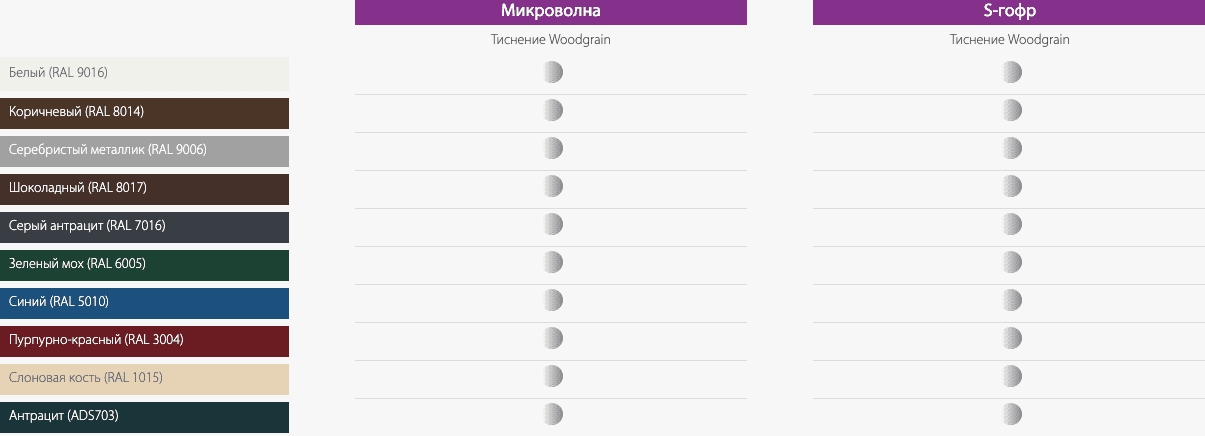 Микроволна
S-гофр
Тиснение Woodgrain
Тиснение Woodgrain
Белый (RAL 9016)
Коричневый (RAL 8014)
Серебристый металлик (RAL 9006)
Шоколадный (RAL 8017)
Серый антрацит (RAL 7016)
Зеленый мох (RAL 6005)
Синий (RAL 5010)
Пурпурно-красный (RAL 3004)
Слоновая кость (RAL 1015)
Антрацит (ADS703)